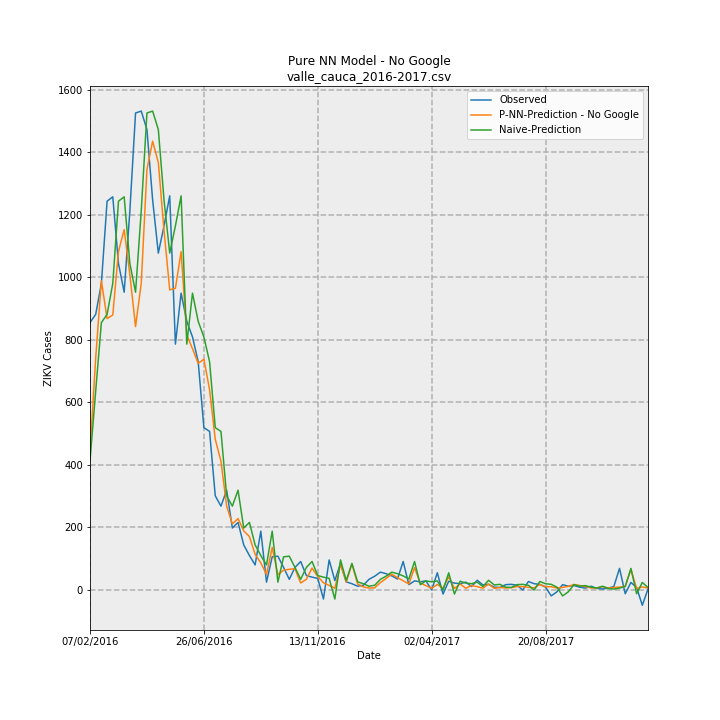 Pure NN Model - No Google
valle_cauca_2016-2017.csv
Observed
P-NN-Prediction - No Google
Naive-Prediction
1600
1400
1200
1000
800
600
400
200
0
ZIKV Cases
07/02/2016
26/06/2016
13/11/2016
02/04/2017
20/08/2017
Date